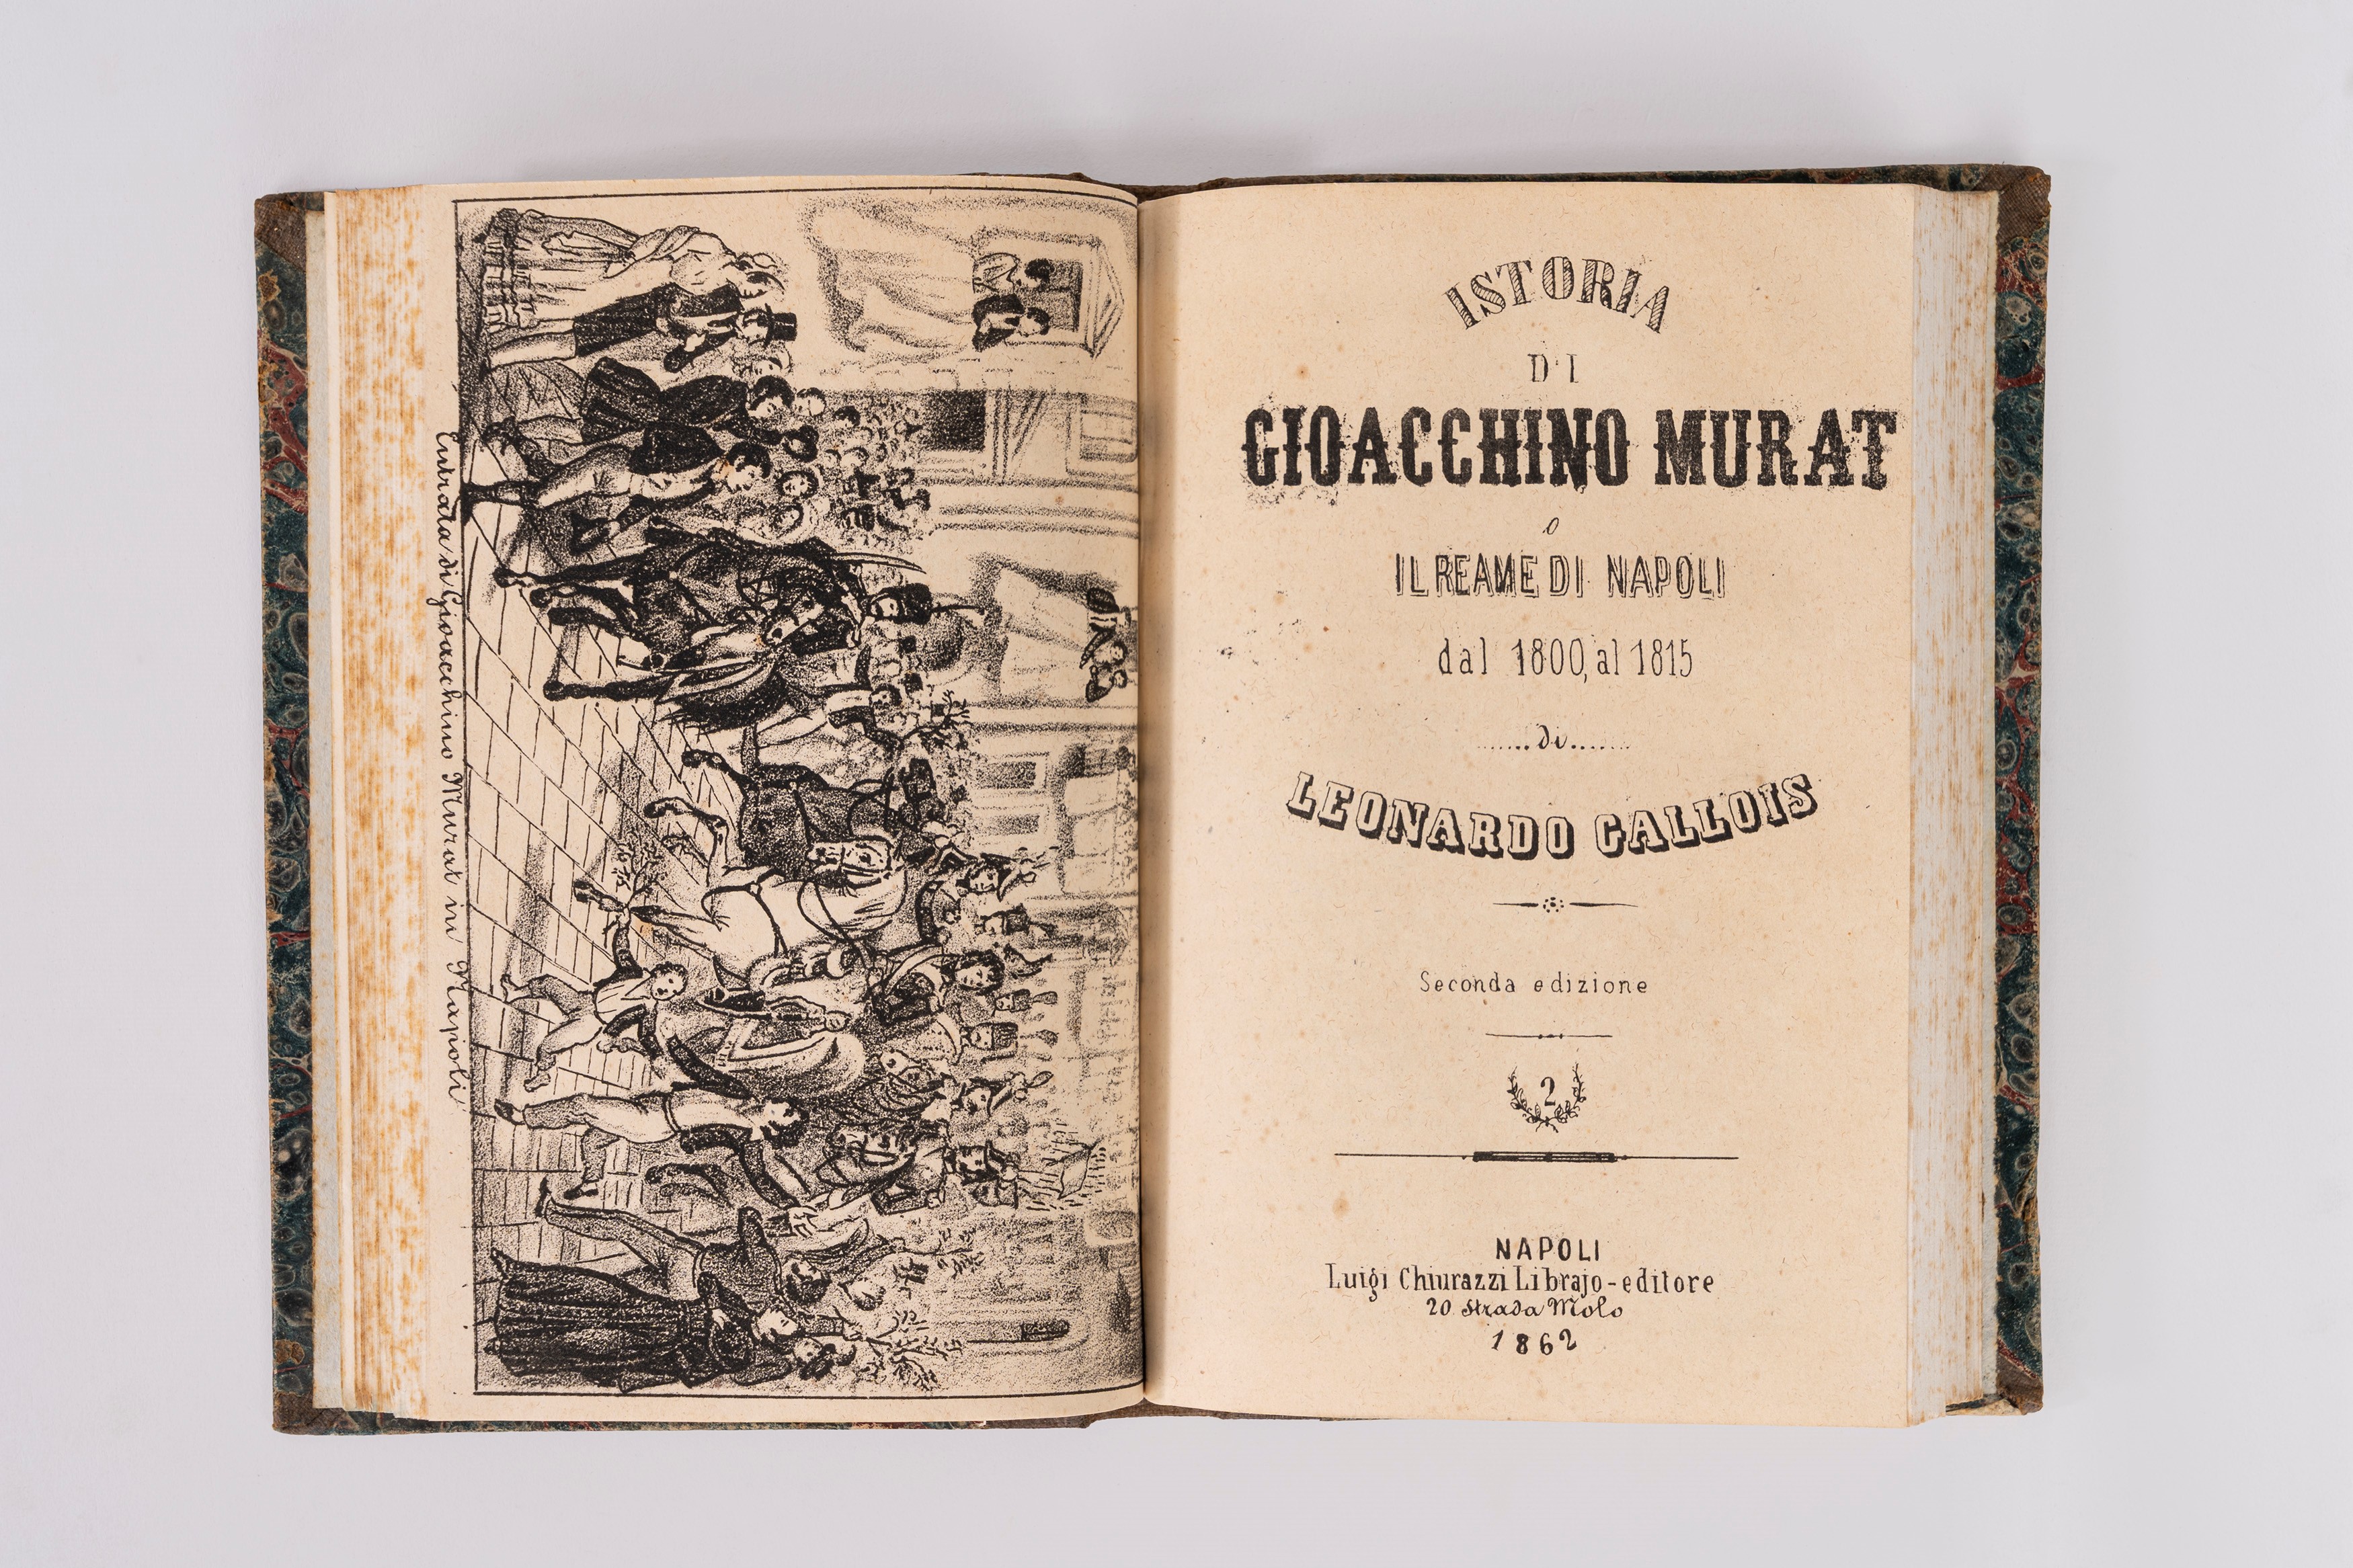 Entrata di Gioacchino Murat in Napoli
ISTORIA
DI
GIOACCHINO MURAT
o
IL REAME DI NAPOLI
dal 1800, al 1815
.......di.......
LEONARDO GALLOIS
Seconda edizione
2
NAPOLI
Luigi Chiurazzi Librajo-editore
20 Strada Molo
1862